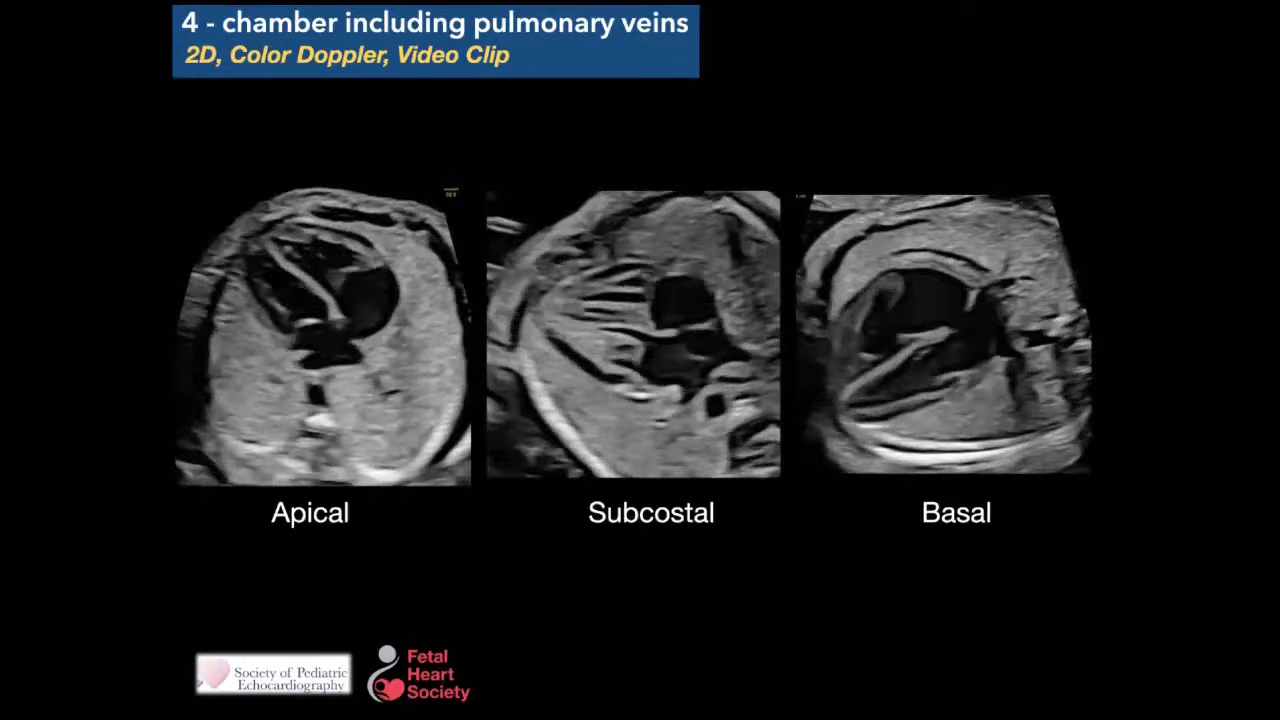 4 - chamber including pulmonary veins
2D, Color Doppler, Video Clip
Apical
Subcostal
Basal
Society of Pediatric
Echocardiography
Fetal
Heart
Society